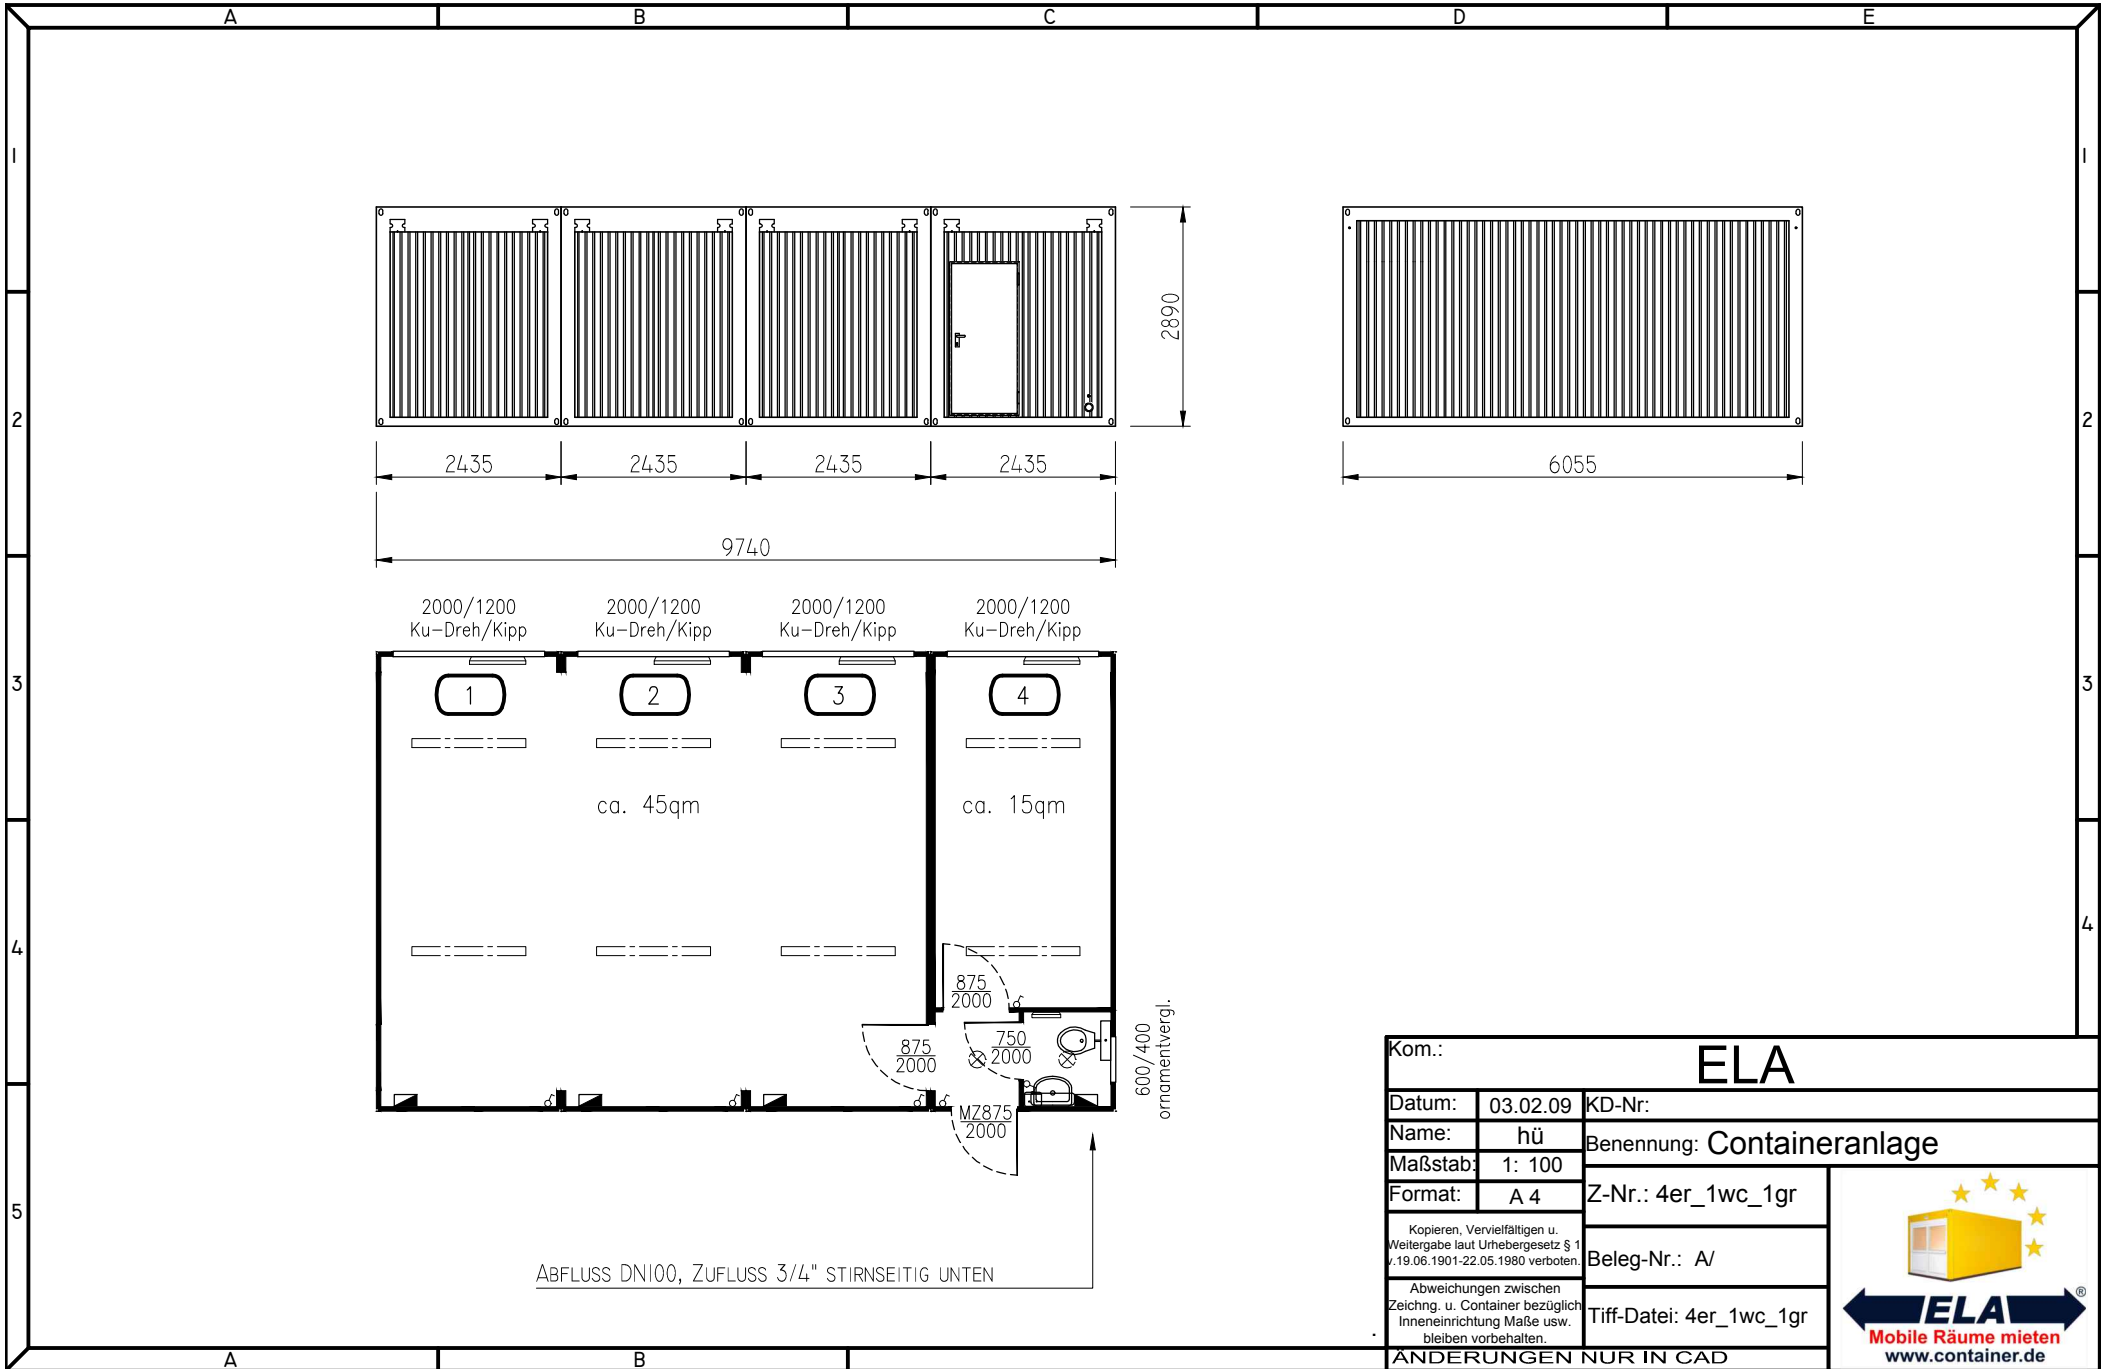 A B C D E
1 1
2890
2 2
2435 2435 2435 2435
6055
9740
2000/1200 2000/1200 2000/1200 2000/1200
Ku-Dreh/Kipp Ku-Dreh/Kipp Ku-Dreh/Kipp Ku-Dreh/Kipp
3 3
1 2 3 4
ca. 45qm ca. 15qm
4 4
875
2000
875
2000
750
2000
600/400
ornamentvergl.
MZ875
2000
5
ABFLUSS DN100, ZUFLUSS 3/4" STIRNSEITIG UNTEN
Kom.: ELA
Datum: 03.02.09 KD-Nr:
Name: hü
Benennung: Containeranlage
Maßstab: 1: 100
Format: A 4
Z-Nr.: 4er_1wc_1gr
Kopieren, Vervielfältigen u.
Weitergabe laut Urhebergesetz § 1
v.19.06.1901-22.05.1980 verboten.
Beleg-Nr.: A/
Abweichungen zwischen
Zeichng. u. Container bezüglich
Inneneinrichtung Maße usw.
bleiben vorbehalten.
Tiff-Datei: 4er_1wc_1gr
ELA ®
Mobile Räume mieten
www.container.de
ÄNDERUNGEN NUR IN CAD
A B